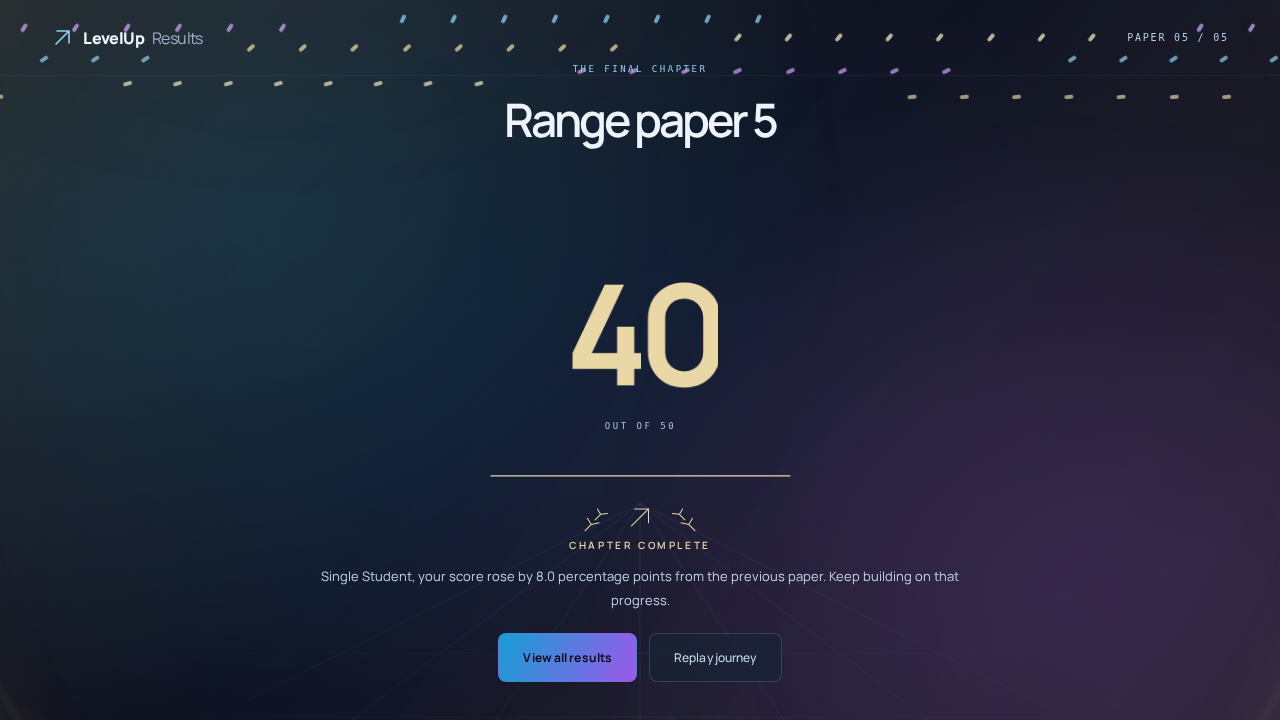 LevelUp Results
PAPER 05 / 05
THE FINAL CHAPTER
Range paper 5
40
OUT OF 50
CHAPTER COMPLETE
Single Student, your score rose by 8.0 percentage points from the previous paper. Keep building on that
progress.
View all results
Replay journey